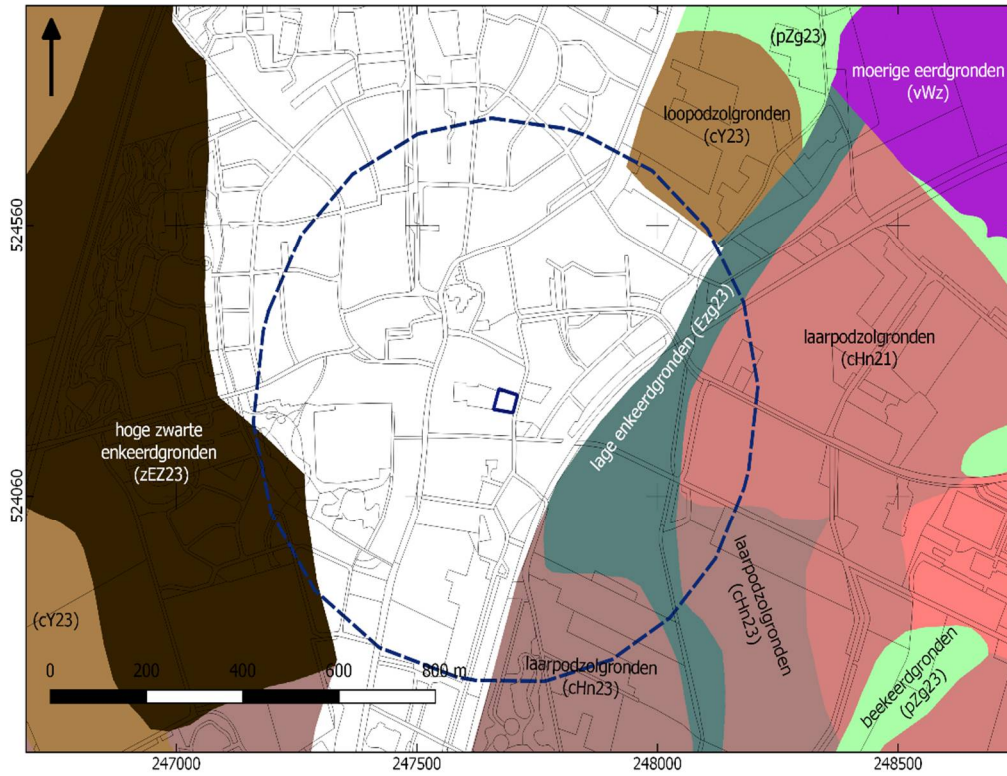 (pZg23)
moerige eerdgronden
(vWz)
loopodzolgronden
(cY23)
524560
lage enkeerdgronden (Ezg23)
laarpodzolgronden
(cHn21)
hoge zwarte
enkeerdgronden
(zEZ23)
524060
laarpodzolgronden
(cHn23)
(cY23)
0 200 400 600 800 m
laarpodzolgronden
(cHn23)
beekeerdgronden
(pZg23)
247000 247500 248000 248500